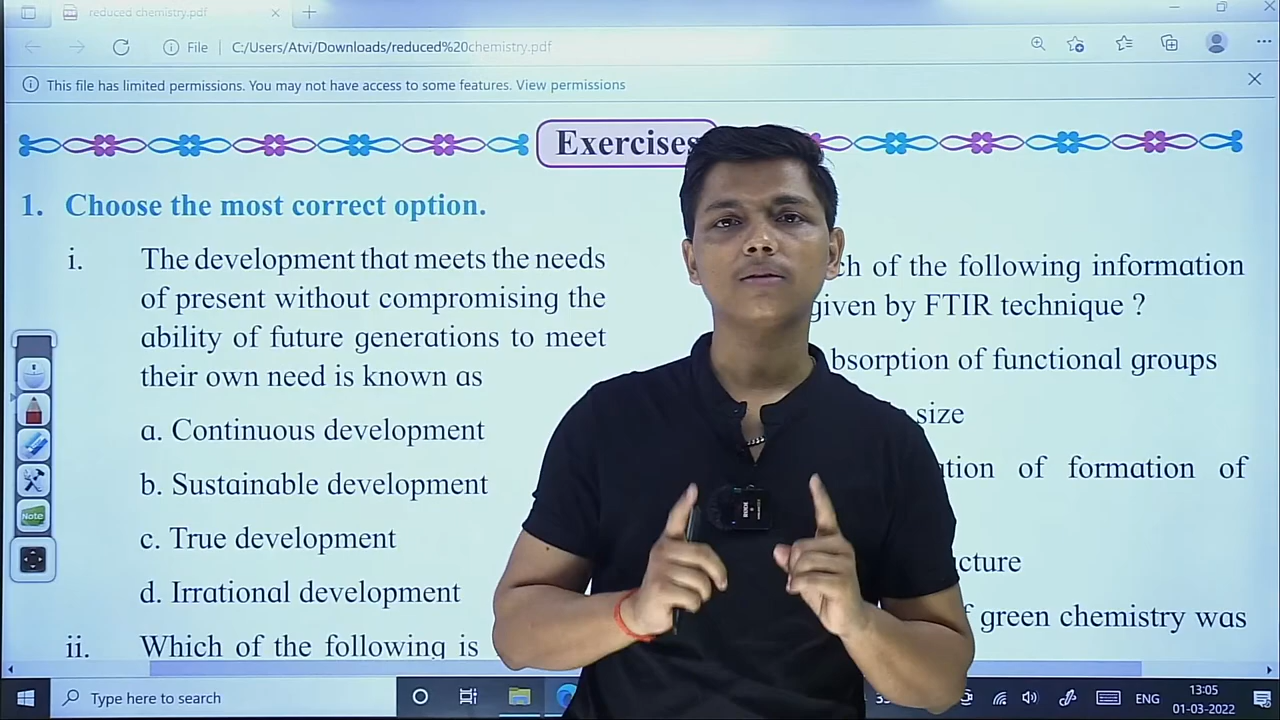 reduced chemistry.pdf
File
C:/Users/Atvi/Downloads/reduced%20chemistry.pdf
This file has limited permissions. You may not have access to some features. View permissions
Exercises
1. Choose the most correct option.
i. The development that meets the needs
of present without compromising the
ability of future generations to meet
their own need is known as
a. Continuous development
b. Sustainable development
c. True development
d. Irrational development
ii. Which of the following is
of the following information
given by FTIR technique ?
of functional groups
size
of formation of
green chemistry was
Note
Type here to search
ENG
13:05
01-03-2022